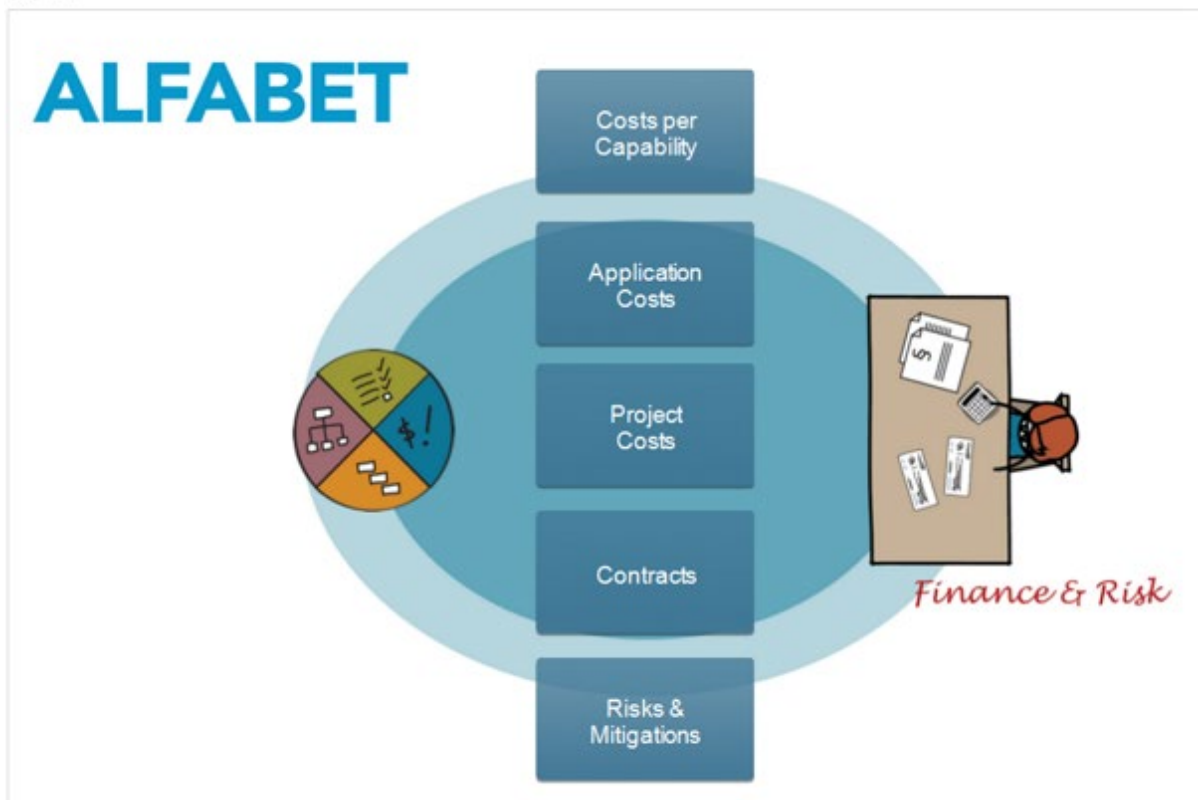 ALFABET
Costs per
Capability
Application
Costs
Project
Costs
Contracts
Risks &
Mitigations
$!
§
Finance & Risk